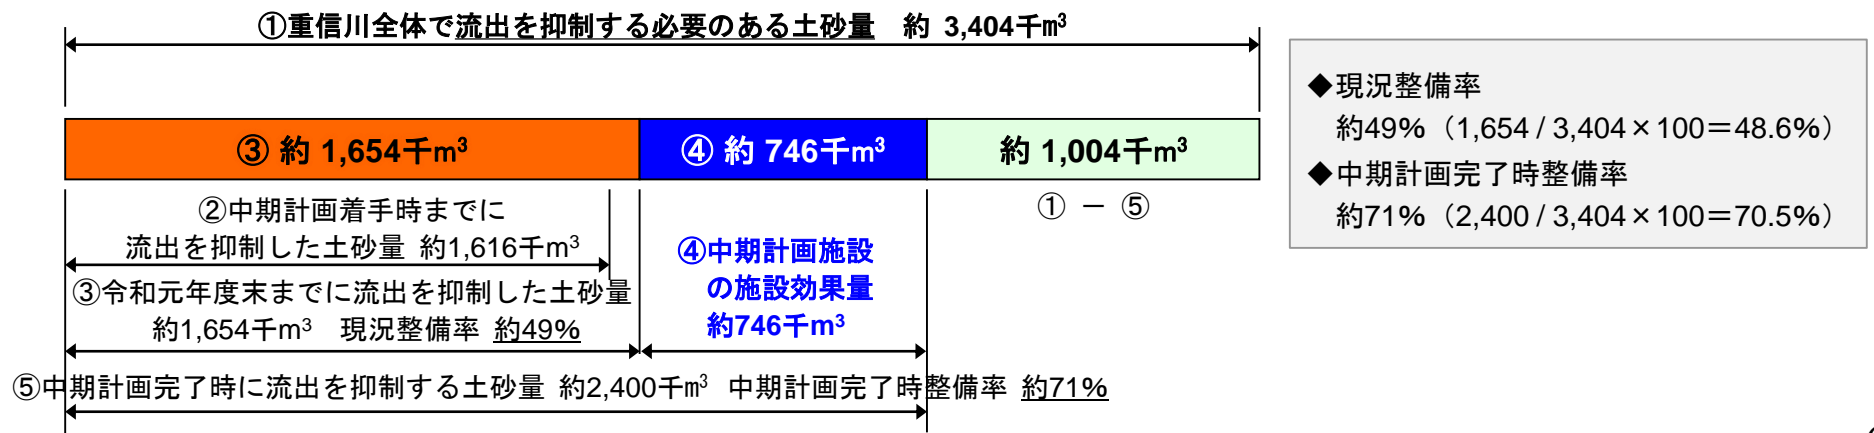 ①重信川全体で流出を抑制する必要のある土砂量　約 3,404千㎥
③ 約 1,654千m³
④ 約 746千m³
約 1,004千m³
②中期計画着手時までに
流出を抑制した土砂量 約1,616千m³
③令和元年度末までに流出を抑制した土砂量
約1,654千m³　現況整備率 約49%
④中期計画施設
の施設効果量
約746千m³
① － ⑤
⑤中期計画完了時に流出を抑制する土砂量 約2,400千㎥ 中期計画完了時整備率 約71%
◆現況整備率
約49%（1,654 / 3,404×100＝48.6%）
◆中期計画完了時整備率
約71%（2,400 / 3,404×100＝70.5%）